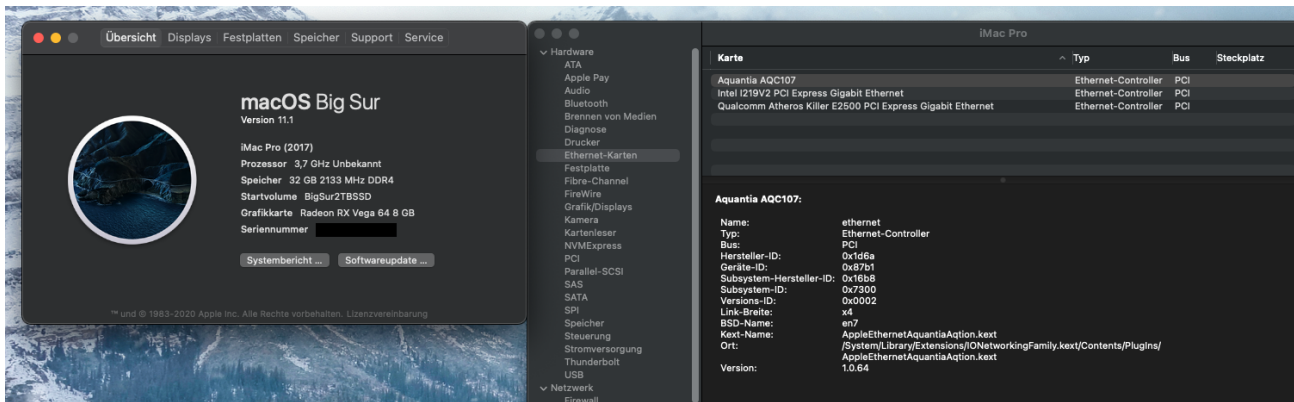 Übersicht Displays Festplatten Speicher Support Service
macOS Big Sur
Version 11.1
iMac Pro (2017)
Prozessor 3,7 GHz Unbekannt
Speicher 32 GB 2133 MHz DDR4
Startvolume BigSur2TBSSD
Grafikkarte Radeon RX Vega 64 8 GB
Seriennummer
Systembericht ... Softwareupdate ...
™ und © 1983-2020 Apple Inc. Alle Rechte vorbehalten. Lizenzvereinbarung
Hardware
ATA
Apple Pay
Audio
Bluetooth
Brennen von Medien
Diagnose
Drucker
Ethernet-Karten
Festplatte
Fibre-Channel
FireWire
Grafik/Displays
Kamera
Kartenleser
NVMExpress
PCI
Parallel-SCSI
SAS
SATA
SPI
Speicher
Steuerung
Stromversorgung
Thunderbolt
USB
Netzwerk
Firewall
iMac Pro
Karte Typ Bus Steckplatz
Aquantia AQC107 Ethernet-Controller PCI
Intel I219V2 PCI Express Gigabit Ethernet Ethernet-Controller PCI
Qualcomm Atheros Killer E2500 PCI Express Gigabit Ethernet Ethernet-Controller PCI
Aquantia AQC107:
Name: ethernet
Typ: Ethernet-Controller
Bus: PCI
Hersteller-ID: 0x1d6a
Geräte-ID: 0x87b1
Subsystem-Hersteller-ID: 0x16b8
Subsystem-ID: 0x7300
Versions-ID: 0x0002
Link-Breite: x4
BSD-Name: en7
Kext-Name: AppleEthernetAquantiaAqtion.kext
Ort: /System/Library/Extensions/IONetworkingFamily.kext/Contents/PlugIns/
AppleEthernetAquantiaAqtion.kext
Version: 1.0.64